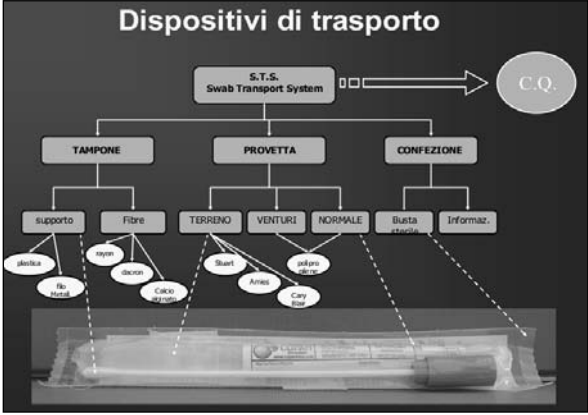 Dispositivi di trasporto
S.T.S.
Swab Transport System
C.Q.
TAMPONE
PROVETTA
CONFEZIONE
supporto
Fibre
TERRENO
VENTURI
NORMALE
Busta
sterile
Informaz.
plastica
filo
Metall.
rayon
dacron
Calcio
alginato
Stuart
Amies
Cary
Blair
polipro
pilene